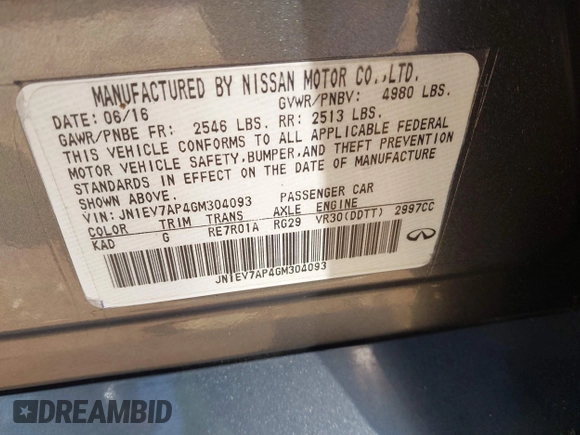 MANUFACTURED BY NISSAN MOTOR CO.,LTD.
DATE: 06/16 GVWR/PNBV: 4980 LBS.
GAWR/PNBE FR: 2546 LBS. RR: 2513 LBS.
THIS VEHICLE CONFORMS TO ALL APPLICABLE FEDERAL
MOTOR VEHICLE SAFETY,BUMPER,AND THEFT PREVENTION
STANDARDS IN EFFECT ON THE DATE OF MANUFACTURE
SHOWN ABOVE.
VIN: JN1EV7AP4GM304093 PASSENGER CAR
COLOR TRIM TRANS AXLE ENGINE
KAD G RE7R01A RG29 VR30(DDTT) 2997CC
JN1EV7AP4GM304093
DREAMBID